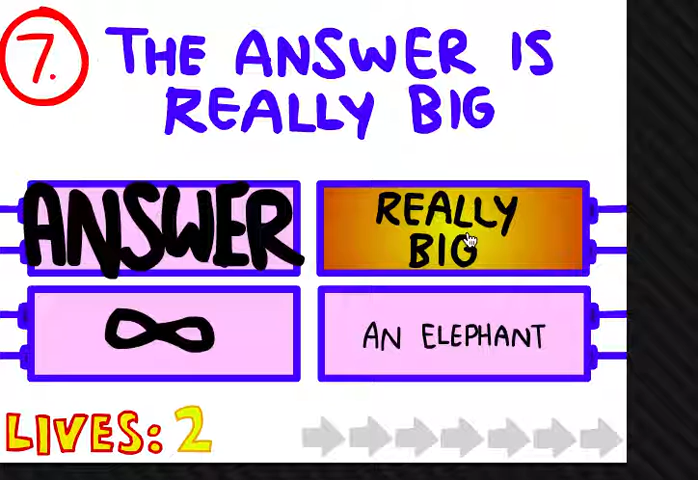 7.
THE ANSWER IS
REALLY BIG
ANSWER
REALLY
BIG
∞
AN ELEPHANT
LIVES: 2